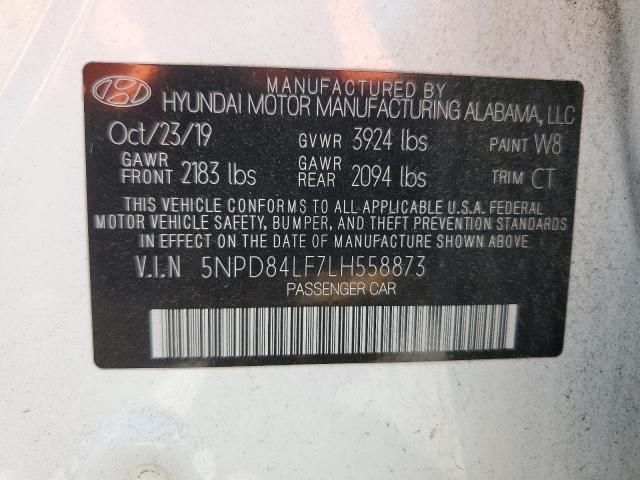 MANUFACTURED BY
HYUNDAI MOTOR MANUFACTURING ALABAMA, LLC
Oct/23/19 GVWR 3924 lbs PAINT W8
GAWR FRONT 2183 lbs GAWR REAR 2094 lbs TRIM CT
THIS VEHICLE CONFORMS TO ALL APPLICABLE U.S.A. FEDERAL
MOTOR VEHICLE SAFETY, BUMPER, AND THEFT PREVENTION STANDARDS
IN EFFECT ON THE DATE OF MANUFACTURE SHOWN ABOVE.
V.I.N 5NPD84LF7LH558873
PASSENGER CAR